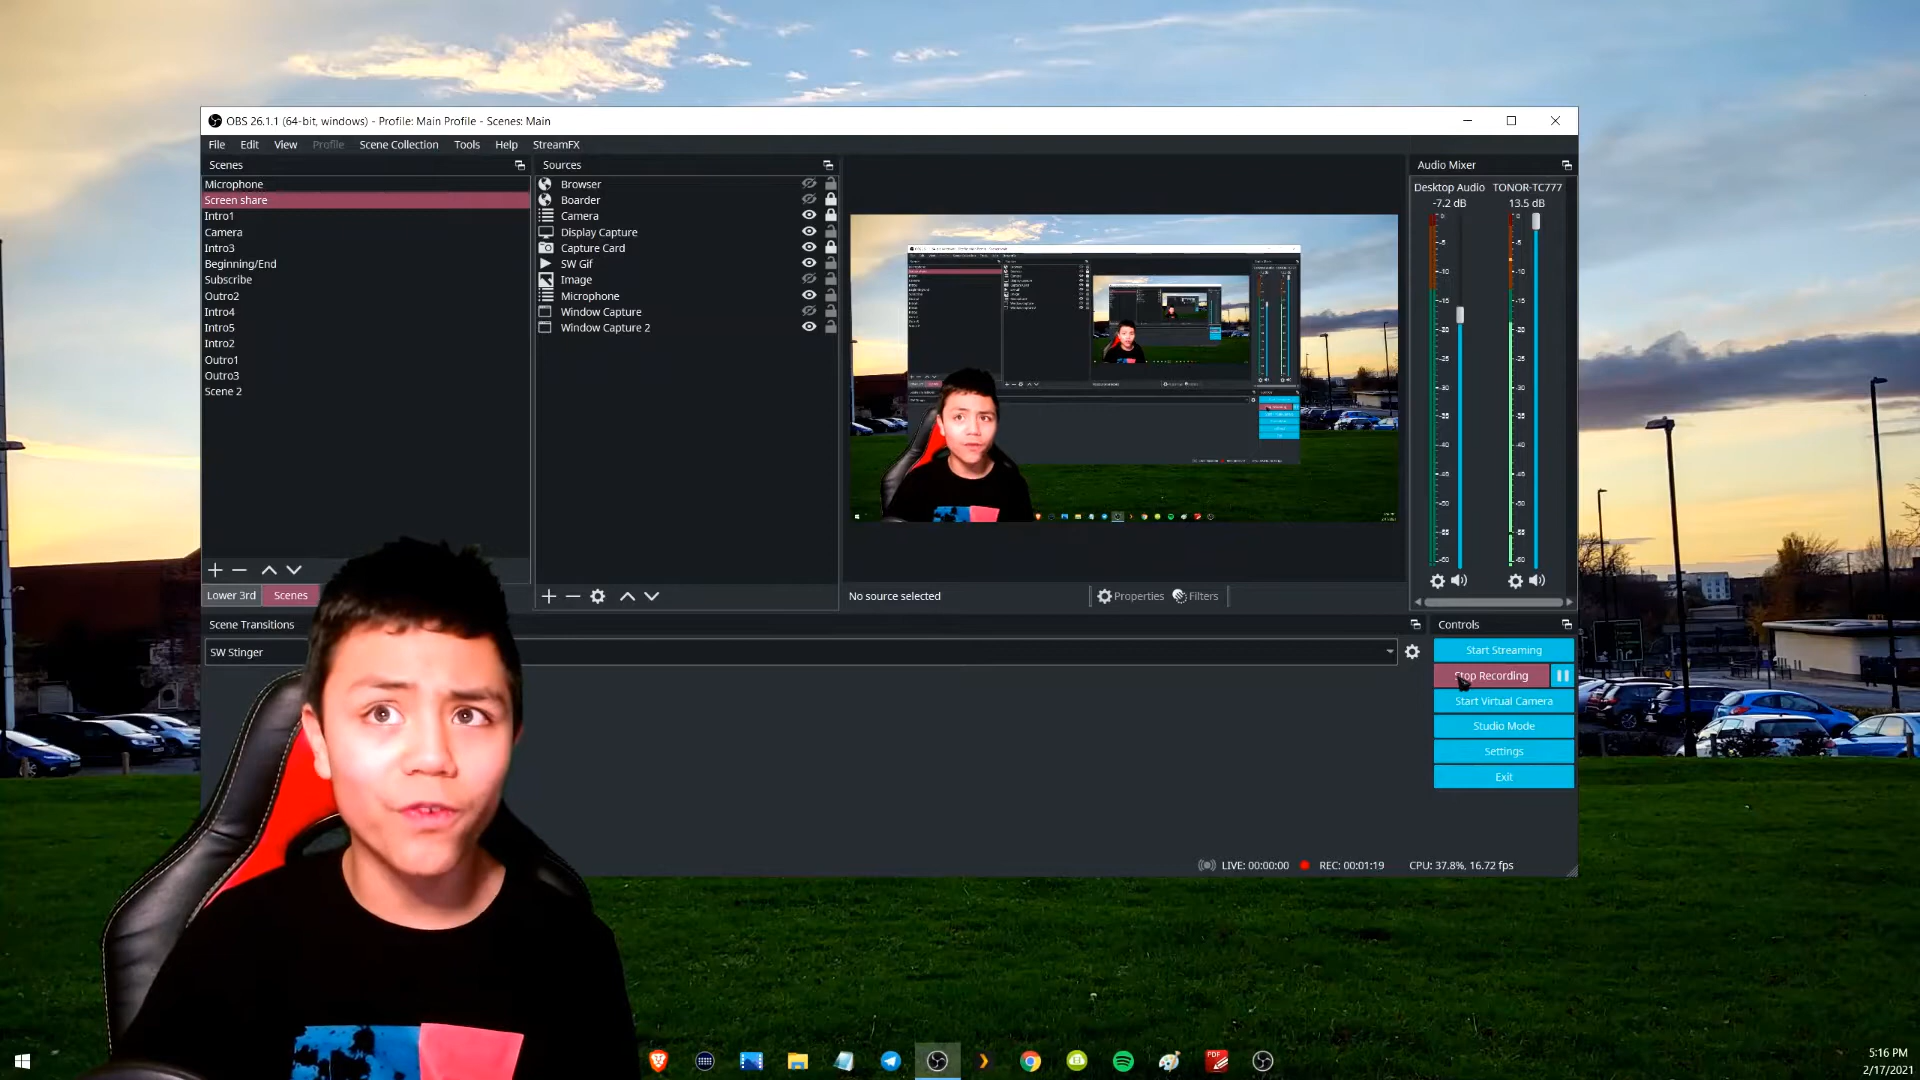 OBS 26.1.1 (64-bit, windows) - Profile: Main Profile - Scenes: Main
File Edit View Profile Scene Collection Tools Help StreamFX
Scenes
Microphone
Screen share
Intro1
Camera
Intro3
Beginning/End
Subscribe
Outro2
Intro4
Intro5
Intro2
Outro1
Outro3
Scene 2
Lower 3rd Scenes
Sources
Browser
Boarder
Camera
Display Capture
Capture Card
SW Gif
Image
Microphone
Window Capture
Window Capture 2
No source selected
Properties Filters
Audio Mixer
Desktop Audio TONOR-TC777
-7.2 dB 13.5 dB
Scene Transitions
SW Stinger
Controls
Start Streaming
Stop Recording
Start Virtual Camera
Studio Mode
Settings
Exit
LIVE: 00:00:00 REC: 00:01:19 CPU: 37.8%, 16.72 fps
PDF
5:16 PM
2/17/2021